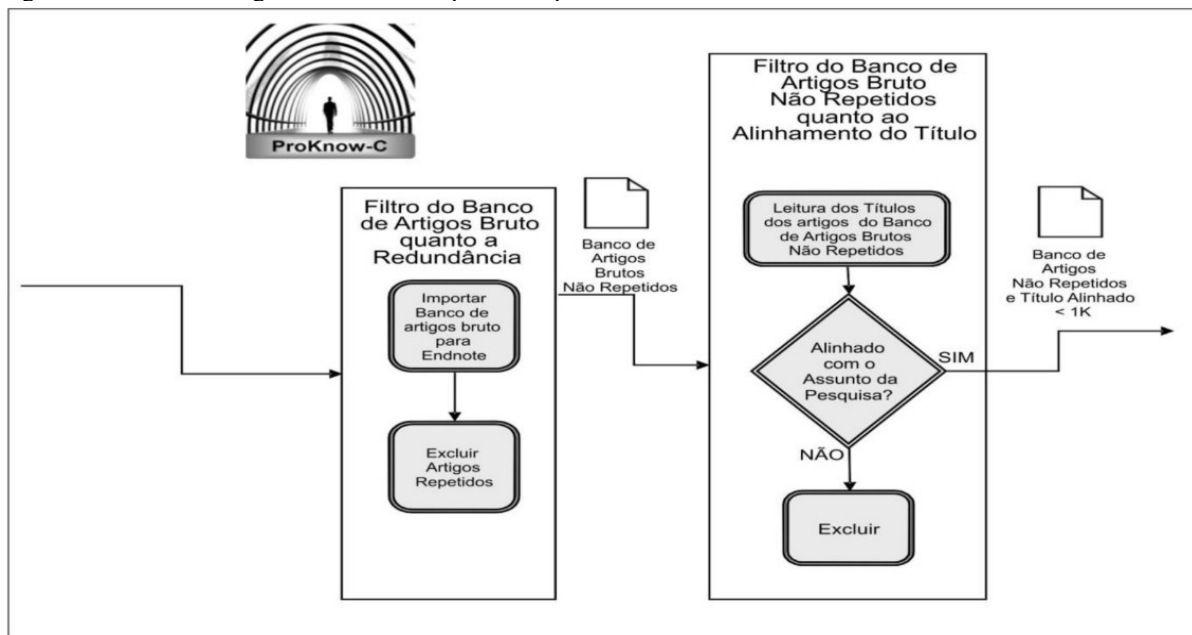 ProKnow-C
Filtro do Banco
de Artigos Bruto
quanto a
Redundância
Importar
Banco de
artigos bruto
para
Endnote
Excluir
Artigos
Repetidos
Banco de
Artigos
Brutos
Não Repetidos
Filtro do Banco de
Artigos Bruto
Não Repetidos
quanto ao
Alinhamento do Título
Leitura dos Títulos
dos artigos do Banco
de Artigos Brutos
Não Repetidos
Alinhado
com o
Assunto da
Pesquisa?
SIM
NÃO
Excluir
Banco de
Artigos
Não Repetidos
e Título Alinhado
< 1K